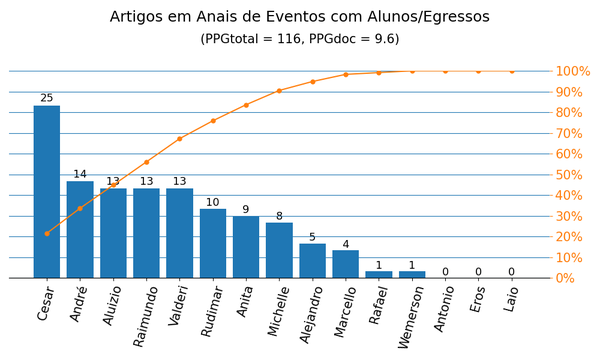 Artigos em Anais de Eventos com Alunos/Egressos
(PPGtotal = 116, PPGdoc = 9.6)
100%
90%
80%
70%
60%
50%
40%
30%
20%
10%
0%
25
14
13
13
13
10
9
8
5
4
1
1
0
0
0
Cesar
André
Aluizio
Raimundo
Valderi
Rudimar
Anita
Michelle
Alejandro
Marcello
Rafael
Wemerson
Antonio
Eros
Laio